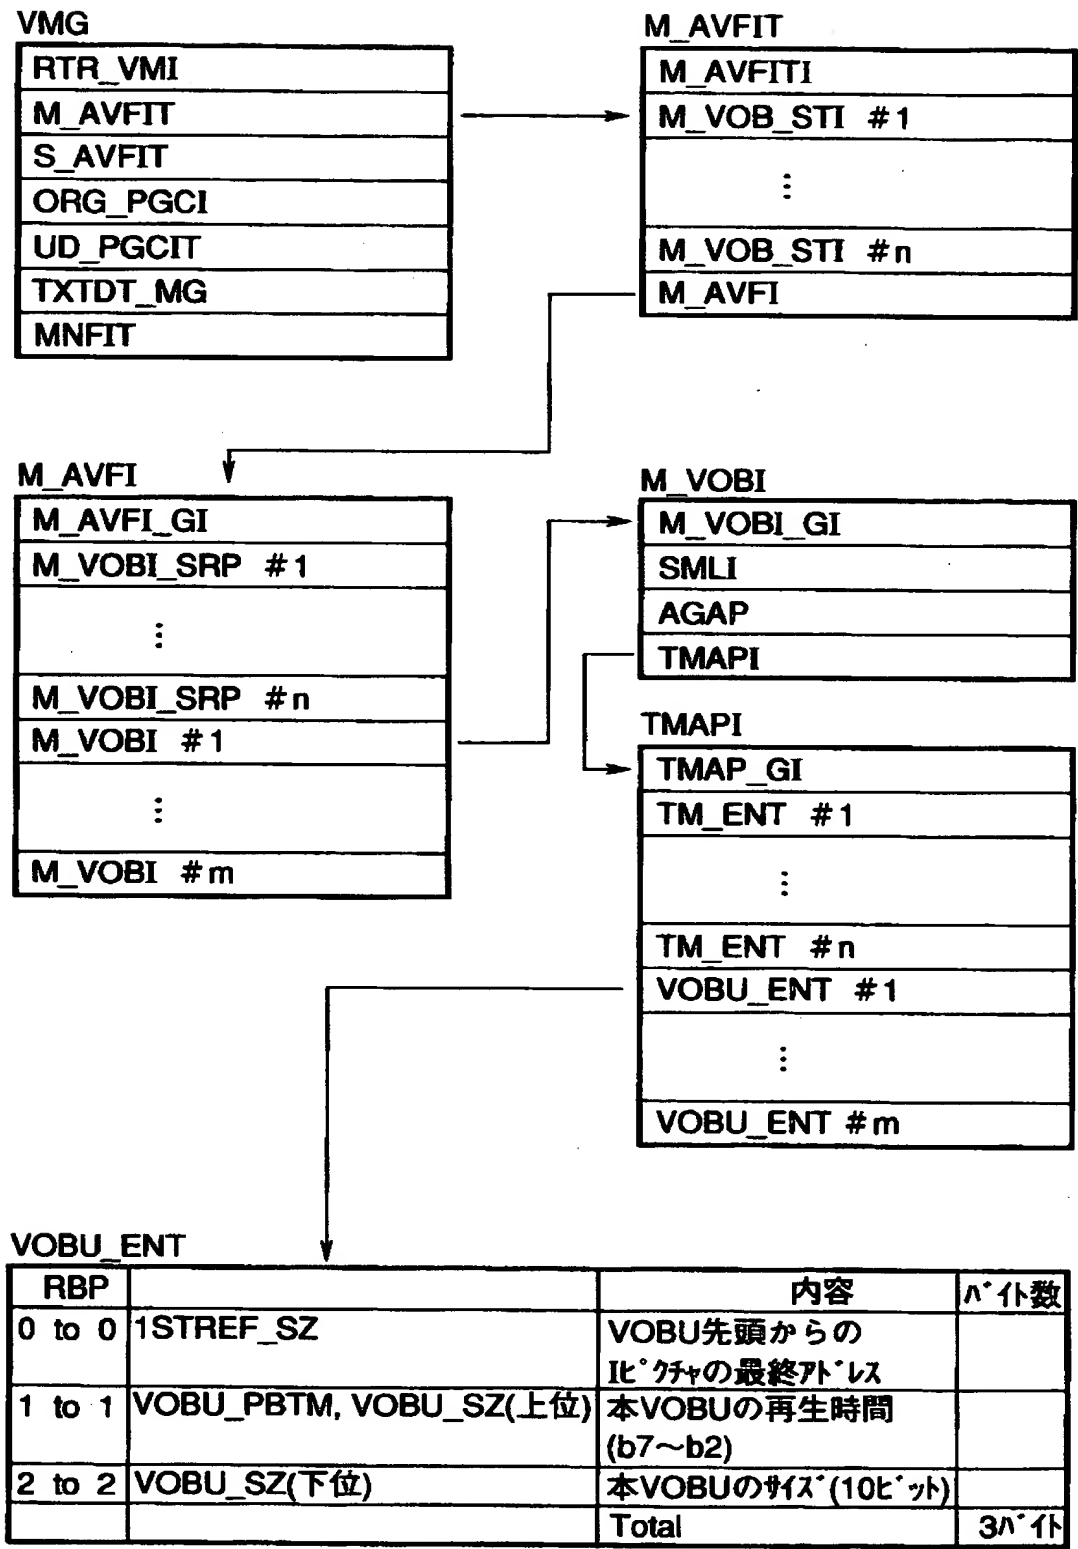 VMG
RTR_VMI
M_AVFIT
S_AVFIT
ORG_PGCI
UD_PGCIT
TXTDT_MG
MNFIT
M_AVFIT
M_AVFITI
M_VOB_STI #1
⋮
M_VOB_STI #n
M_AVFI
M_AVFI
M_AVFI_GI
M_VOBI_SRP #1
⋮
M_VOBI_SRP #n
M_VOBI #1
⋮
M_VOBI #m
M_VOBI
M_VOBI_GI
SMLI
AGAP
TMAPI
TMAPI
TMAP_GI
TM_ENT #1
⋮
TM_ENT #n
VOBU_ENT #1
⋮
VOBU_ENT #m
VOBU_ENT
RBP 内容 ﾊﾞｲﾄ数
0 to 0 1STREF_SZ VOBU先頭からの
Iﾋﾟｸﾁｬの最終ｱﾄﾞﾚｽ
1 to 1 VOBU_PBTM, VOBU_SZ(上位) 本VOBUの再生時間
(b7～b2)
2 to 2 VOBU_SZ(下位) 本VOBUのｻｲｽﾞ(10ﾋﾞｯﾄ)
Total 3ﾊﾞｲﾄ